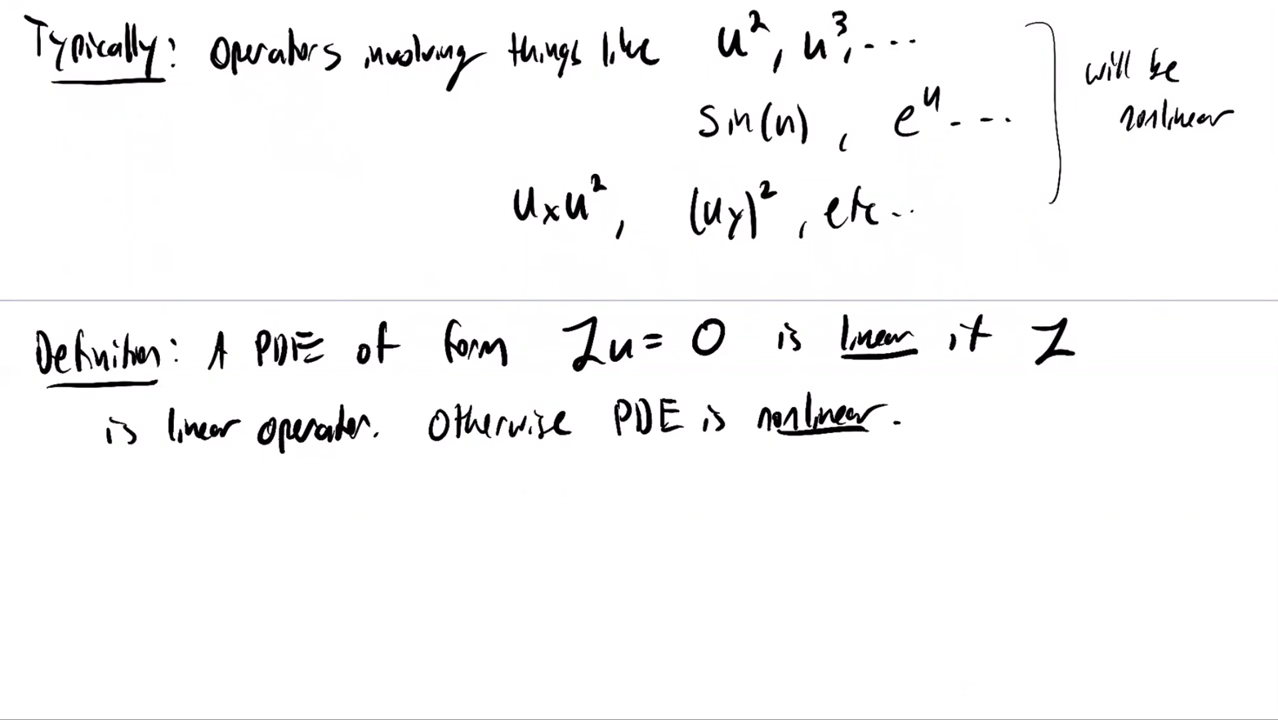 Typically: Operators involving things like u², u³, ...
will be
sin(u), e^u ...
nonlinear
u_x u², (u_y)², etc...
Definition: A PDE of form ℒu = 0 is linear if ℒ
is linear operator. Otherwise PDE is nonlinear.